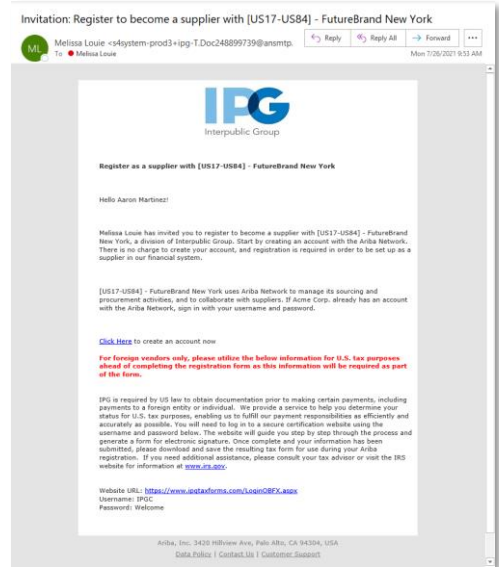 Invitation: Register to become a supplier with [US17-US84] - FutureBrand New York
ML
Melissa Louie <s4system-prod3+ipg-T.Doc248899739@ansmtp.
To Melissa Louie
Reply
Reply All
Forward
Mon 7/26/2021 9:53 AM
IPG
Interpublic Group
Register as a supplier with [US17-US84] - FutureBrand New York
Hello Aaron Martinez!
Melissa Louie has invited you to register to become a supplier with [US17-US84] - FutureBrand
New York, a division of Interpublic Group. Start by creating an account with the Ariba Network.
There is no charge to create your account, and registration is required in order to be set up as a
supplier in our financial system.
[US17-US84] - FutureBrand New York uses Ariba Network to manage its sourcing and
procurement activities, and to collaborate with suppliers. If Acme Corp. already has an account
with the Ariba Network, sign in with your username and password.
Click Here to create an account now
For foreign vendors only, please utilize the below information for U.S. tax purposes
ahead of completing the registration form as this information will be required as part
of the form.
IPG is required by US law to obtain documentation prior to making certain payments, including
payments to a foreign entity or individual. We provide a service to help you determine your
status for U.S. tax purposes, enabling us to fulfill our payment responsibilities as efficiently and
accurately as possible. You will need to log in to a secure certification website using the
username and password below. The website will guide you step by step through the process and
generate a form for electronic signature. Once complete and your information has been
submitted, please download and save the resulting tax form for use during your Ariba
registration. If you need additional assistance, please consult your tax advisor or visit the IRS
website for information at www.irs.gov.
Website URL: https://www.ipgtaxforms.com/LoginOBFX.aspx
Username: IPGC
Password: Welcome
Ariba, Inc. 3420 Hillview Ave, Palo Alto, CA 94304, USA
Data Policy | Contact Us | Customer Support